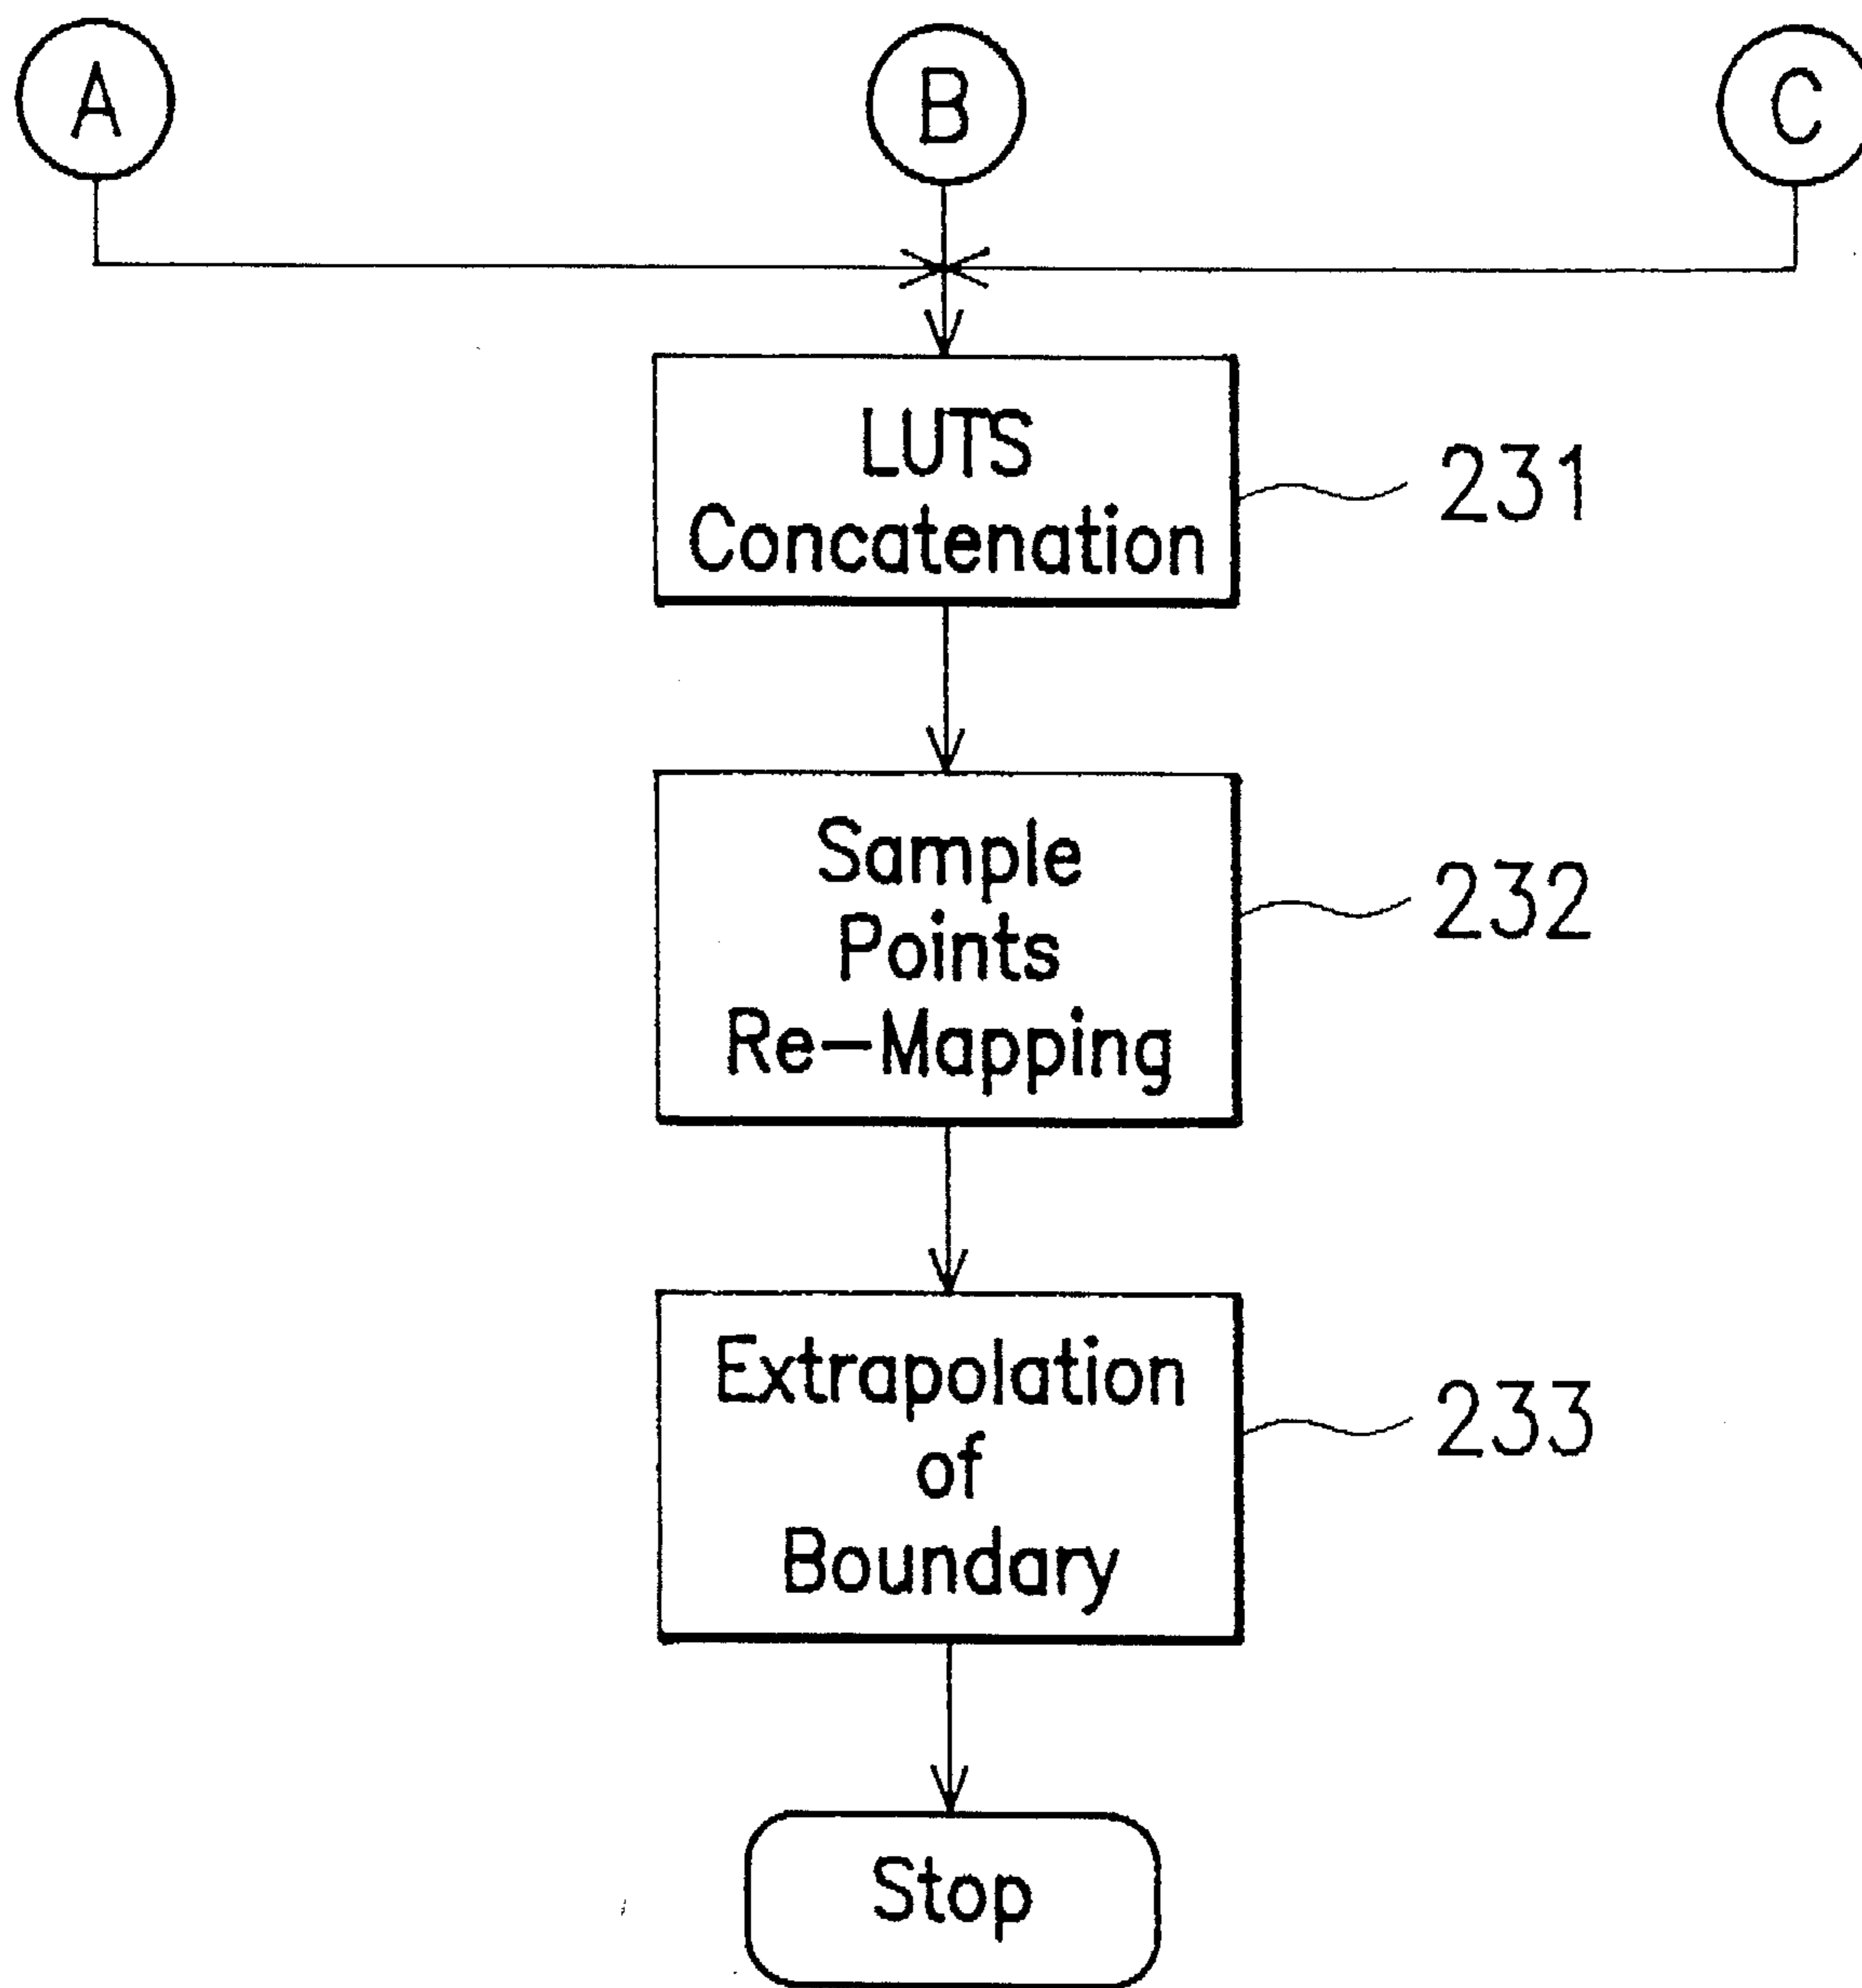 A
B
C
LUTS
Concatenation
231
Sample
Points
Re-Mapping
232
Extrapolation
of
Boundary
233
Stop